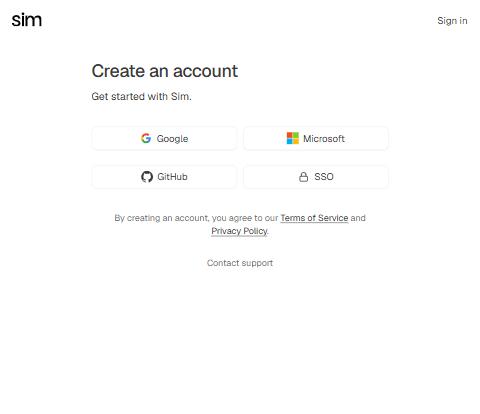 sim
Sign in
Create an account
Get started with Sim.
Google
Microsoft
GitHub
SSO
By creating an account, you agree to our Terms of Service and
Privacy Policy.
Contact support